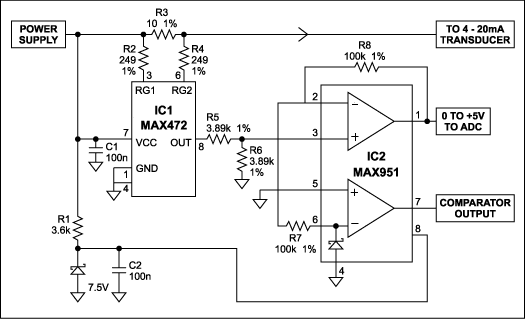 POWER
SUPPLY
R3
10 1%
TO 4 - 20mA
TRANSDUCER
R2
249
1%
R4
249
1%
R8
100k 1%
3
6
RG1
RG2
IC1
MAX472
2
1
0 TO +5V
TO ADC
R5
3.89k 1%
7
VCC
OUT
8
3
C1
100n
R6
3.89k
1%
IC2
MAX951
1
GND
4
5
7
COMPARATOR
OUTPUT
R1
3.6k
6
8
R7
100k 1%
4
C2
100n
7.5V